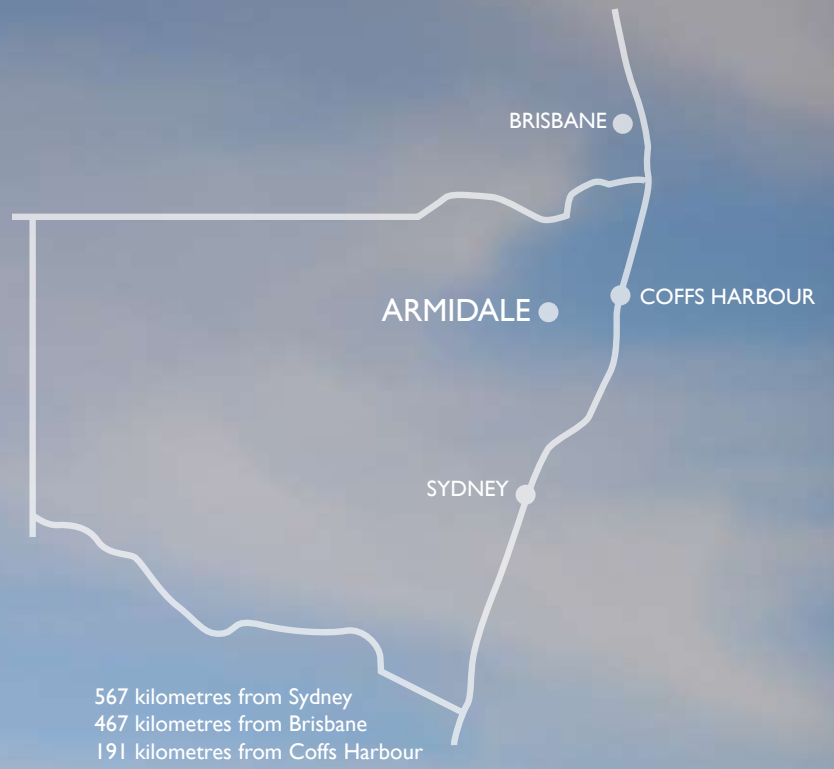 BRISBANE
COFFS HARBOUR
ARMIDALE
SYDNEY
567 kilometres from Sydney
467 kilometres from Brisbane
191 kilometres from Coffs Harbour